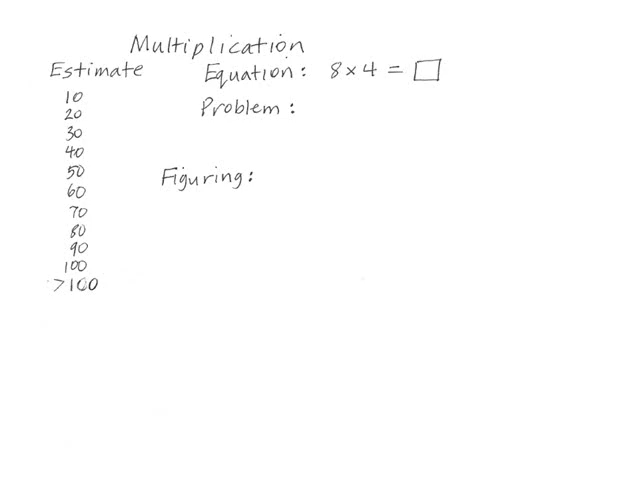 Multiplication
Estimate Equation: 8 × 4 = □
10
20
30
40
50
60
70
80
90
100
>100
Problem:
Figuring: